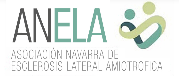 ANELA
ASOCIACIÓN NAVARRA DE
ESCLEROSIS LATERAL AMIOTRÓFICA